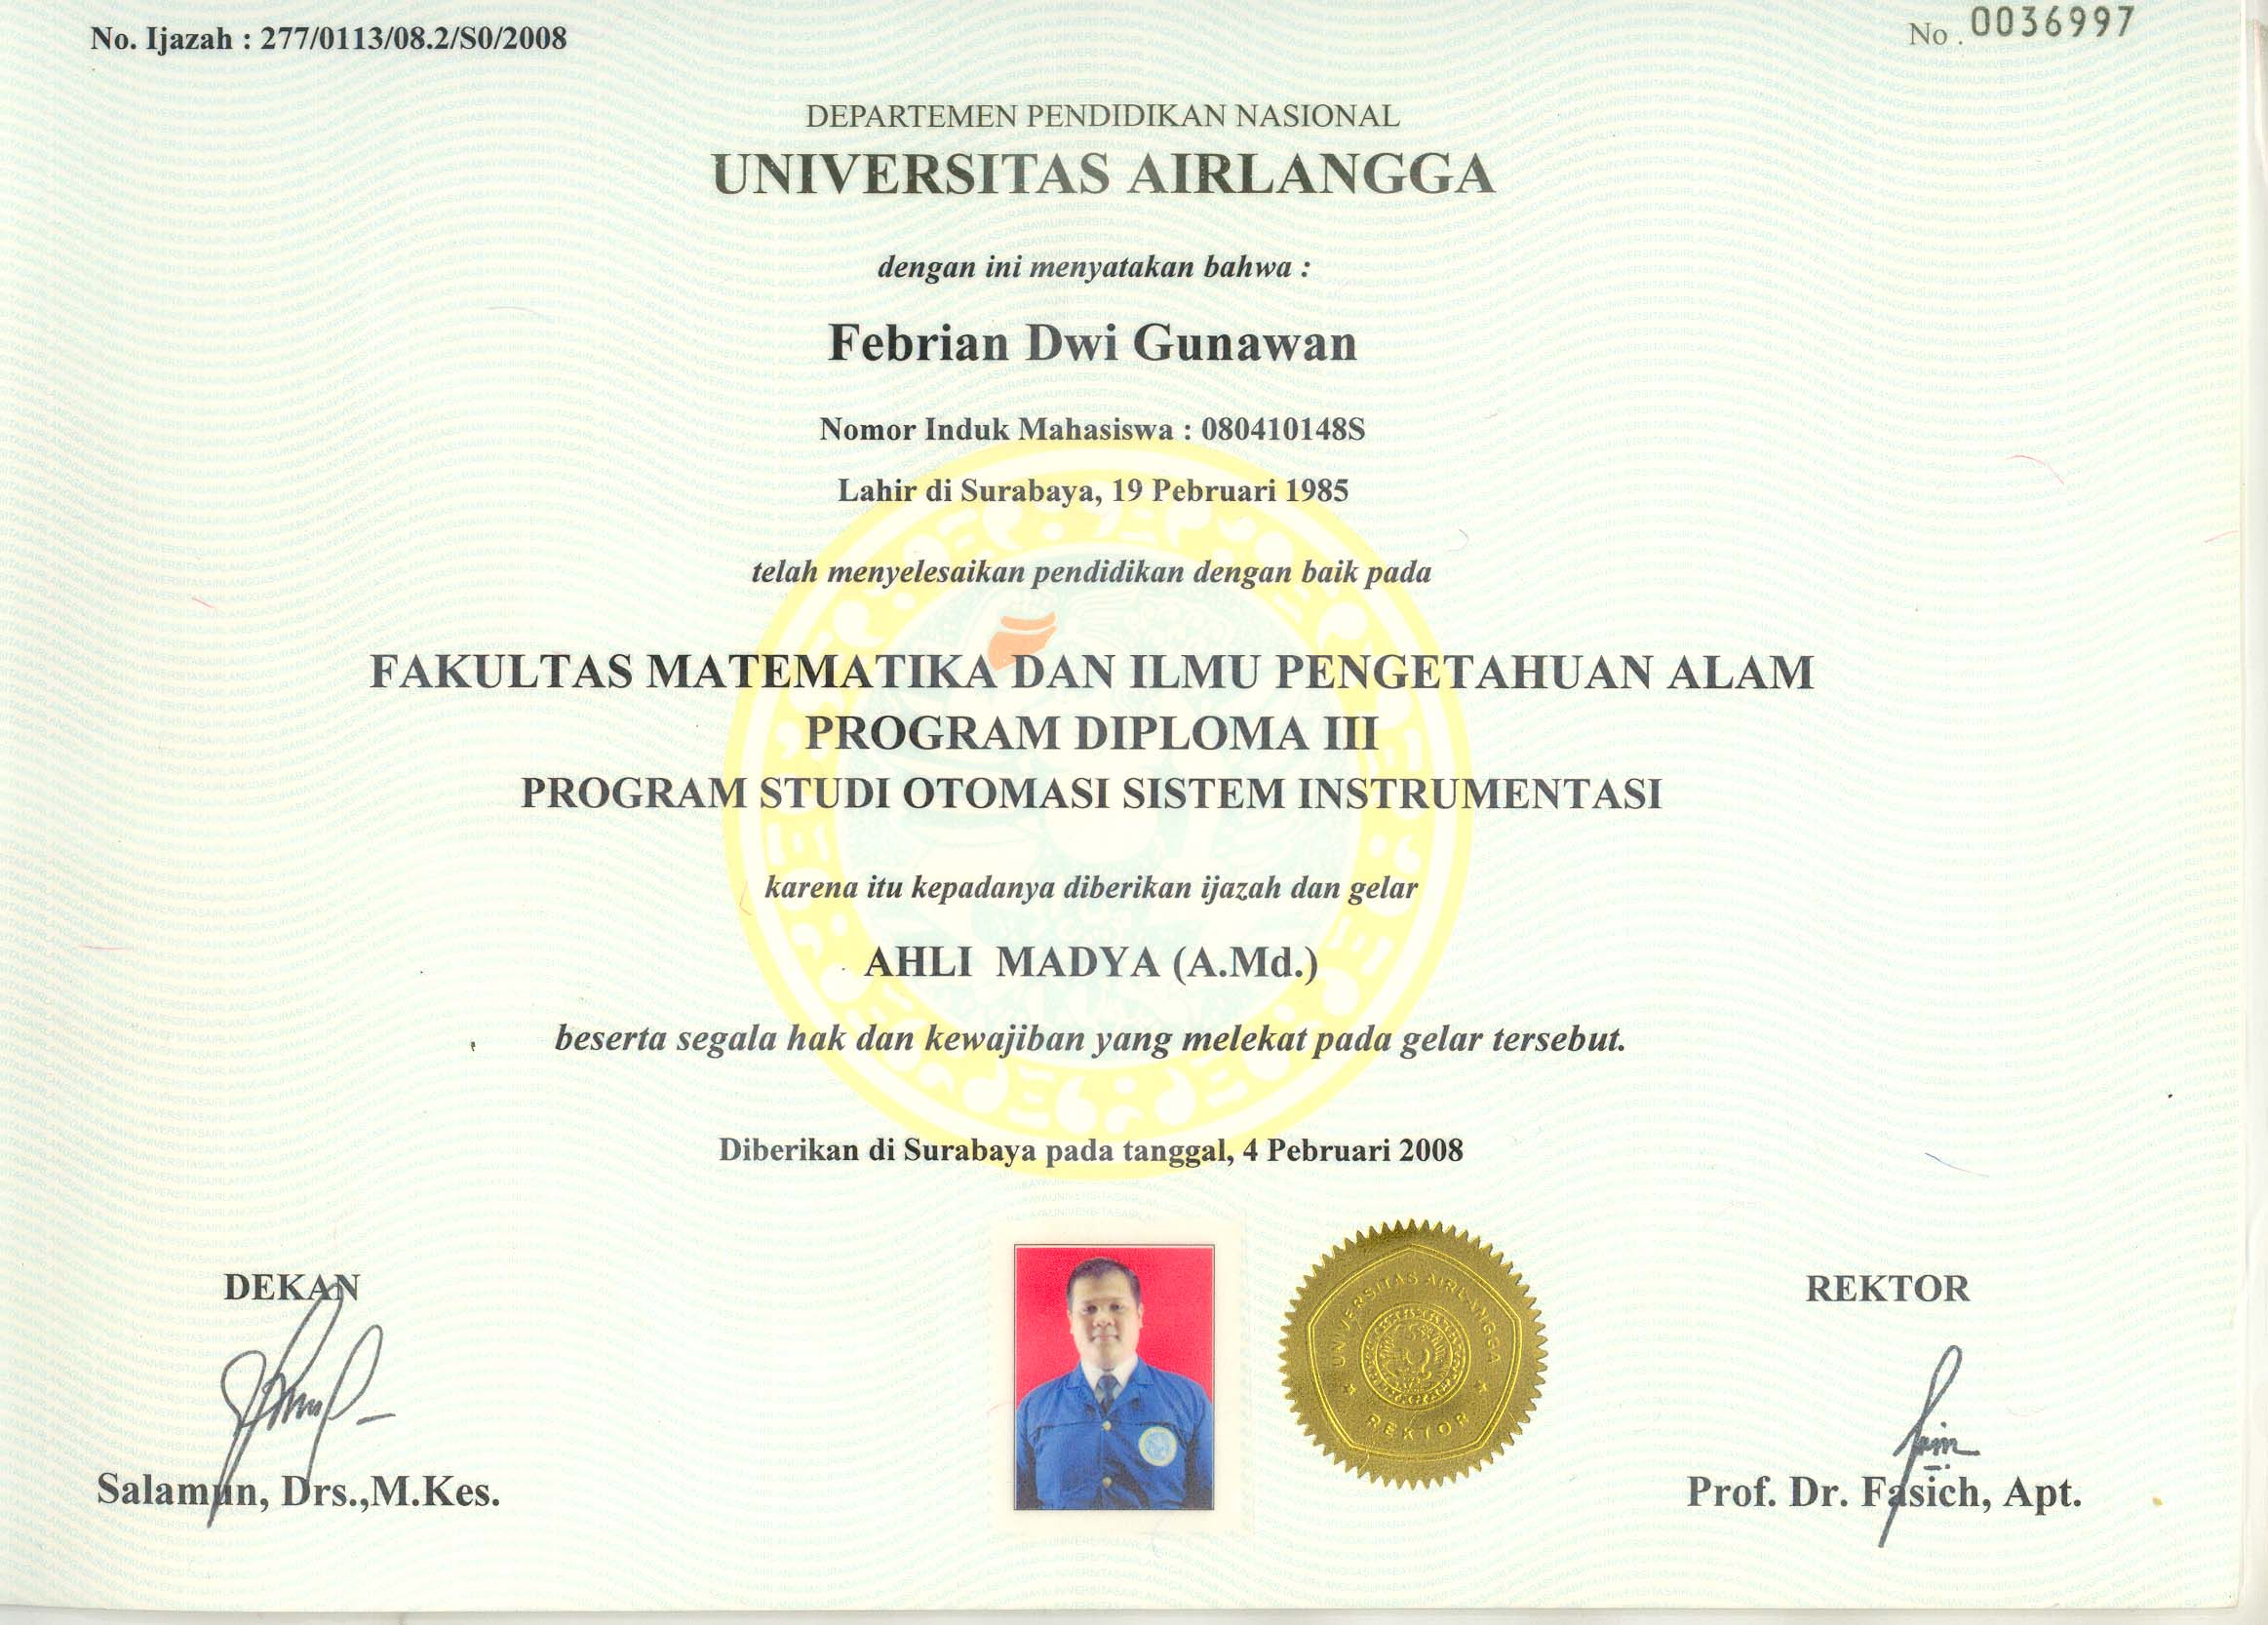 No. Ijazah : 277/0113/08.2/S0/2008
No. 0036997
DEPARTEMEN PENDIDIKAN NASIONAL
UNIVERSITAS AIRLANGGA
dengan ini menyatakan bahwa :
Febrian Dwi Gunawan
Nomor Induk Mahasiswa : 080410148S
Lahir di Surabaya, 19 Pebruari 1985
telah menyelesaikan pendidikan dengan baik pada
FAKULTAS MATEMATIKA DAN ILMU PENGETAHUAN ALAM
PROGRAM DIPLOMA III
PROGRAM STUDI OTOMASI SISTEM INSTRUMENTASI
karena itu kepadanya diberikan ijazah dan gelar
AHLI MADYA (A.Md.)
beserta segala hak dan kewajiban yang melekat pada gelar tersebut.
Diberikan di Surabaya pada tanggal, 4 Pebruari 2008
DEKAN
REKTOR
UNIVERSITAS AIRLANGGA
REKTOR
Salamun, Drs.,M.Kes.
Prof. Dr. Fasich, Apt.